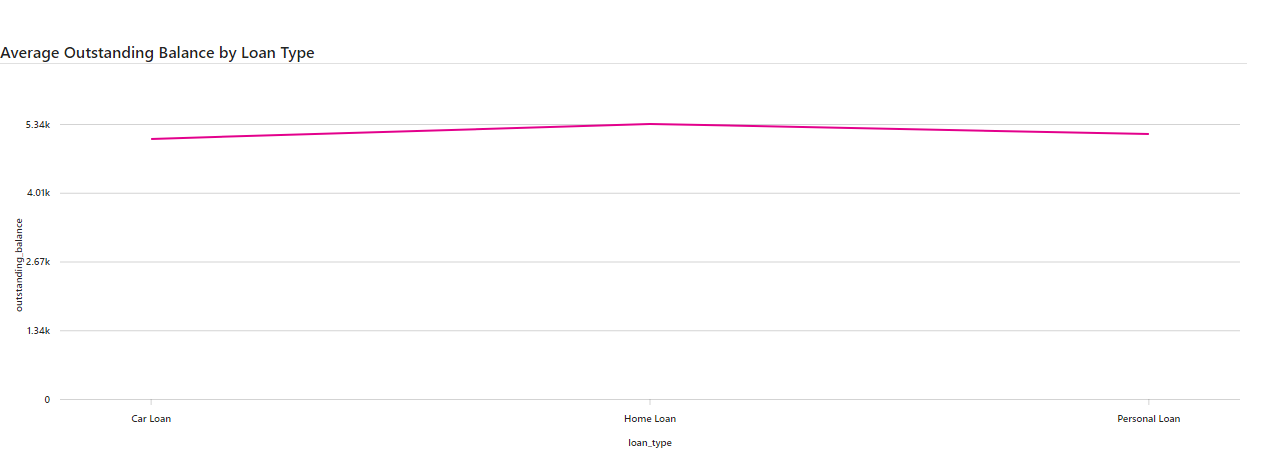 Average Outstanding Balance by Loan Type
5.34k
4.01k
outstanding_balance
2.67k
1.34k
0
Car Loan
Home Loan
Personal Loan
loan_type